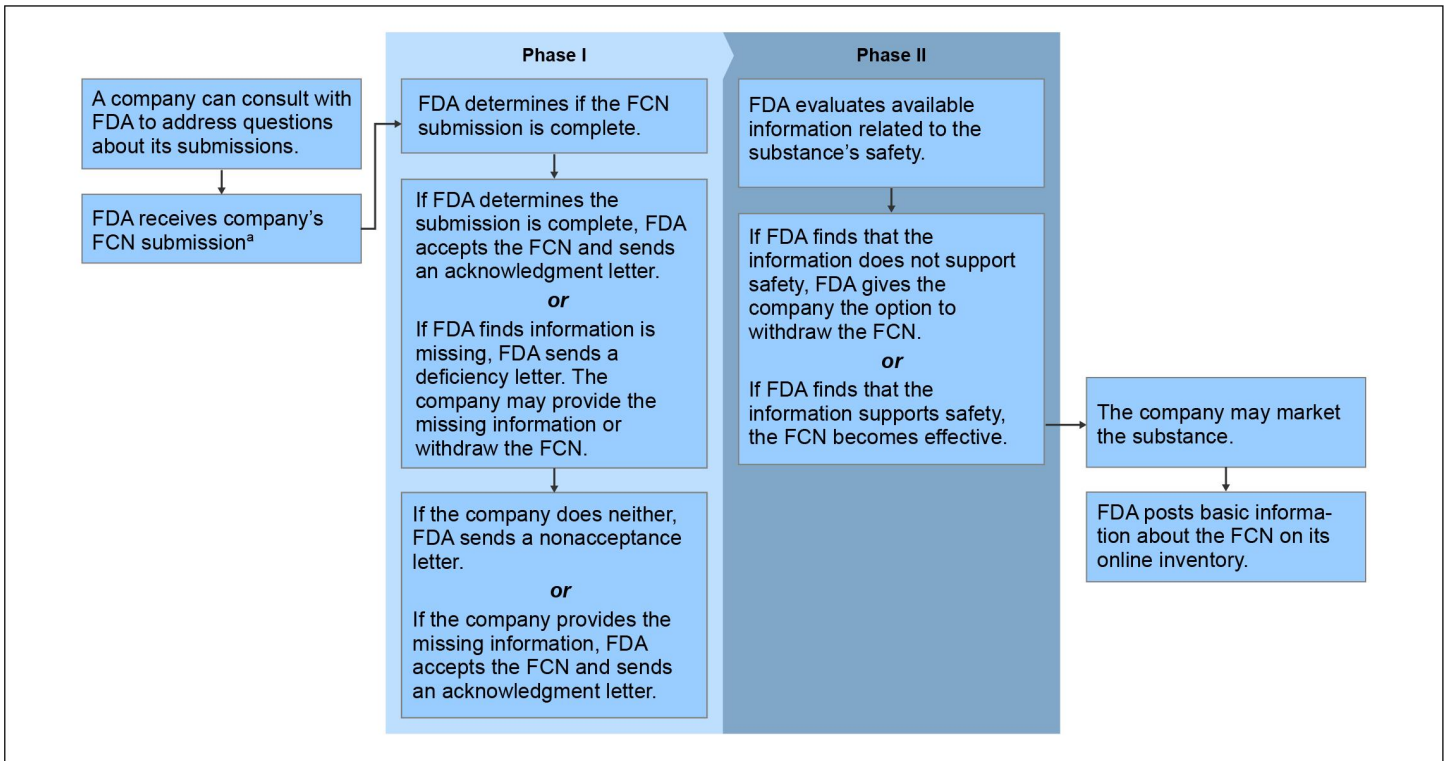 A company can consult with
FDA to address questions
about its submissions.
FDA receives company's
FCN submissionᵃ
Phase I
FDA determines if the FCN
submission is complete.
If FDA determines the
submission is complete, FDA
accepts the FCN and sends
an acknowledgment letter.
or
If FDA finds information is
missing, FDA sends a
deficiency letter. The
company may provide the
missing information or
withdraw the FCN.
If the company does neither,
FDA sends a nonacceptance
letter.
or
If the company provides the
missing information, FDA
accepts the FCN and sends
an acknowledgment letter.
Phase II
FDA evaluates available
information related to the
substance's safety.
If FDA finds that the
information does not support
safety, FDA gives the
company the option to
withdraw the FCN.
or
If FDA finds that the
information supports safety,
the FCN becomes effective.
The company may market
the substance.
FDA posts basic informa-
tion about the FCN on its
online inventory.